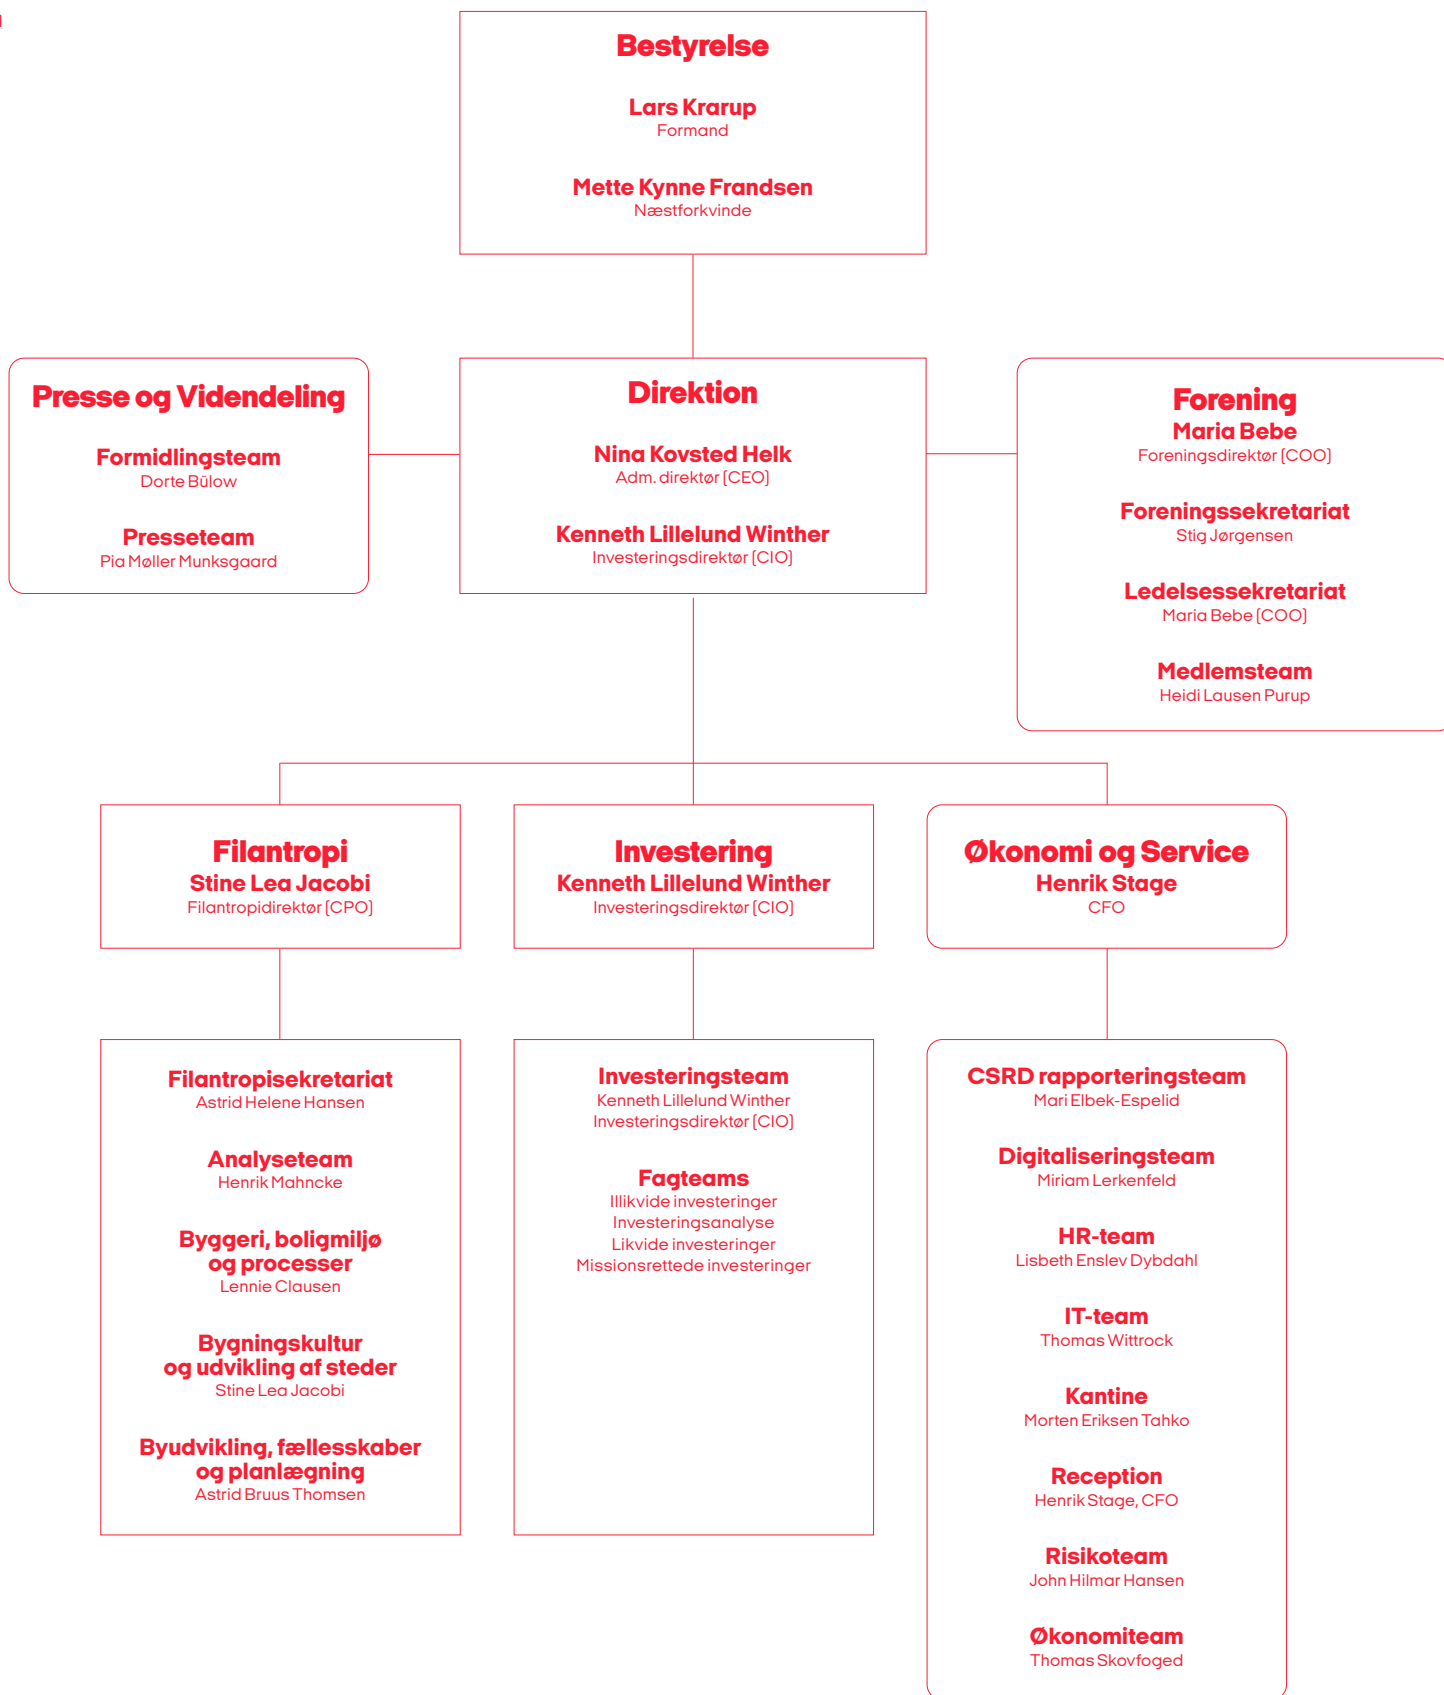 Bestyrelse
Lars Krarup
Formand
Mette Kynne Frandsen
Næstforkvinde
Presse og Videndeling
Formidlingsteam
Dorte Bülow
Presseteam
Pia Møller Munksgaard
Direktion
Nina Kovsted Helk
Adm. direktør (CEO)
Kenneth Lillelund Winther
Investeringsdirektør (CIO)
Forening
Maria Bebe
Foreningsdirektør (COO)
Foreningssekretariat
Stig Jørgensen
Ledelsessekretariat
Maria Bebe (COO)
Medlemsteam
Heidi Lausen Purup
Filantropi
Stine Lea Jacobi
Filantropidirektør (CPO)
Investering
Kenneth Lillelund Winther
Investeringsdirektør (CIO)
Økonomi og Service
Henrik Stage
CFO
Filantropisekretariat
Astrid Helene Hansen
Analyseteam
Henrik Mahncke
Byggeri, boligmiljø
og processer
Lennie Clausen
Bygningskultur
og udvikling af steder
Stine Lea Jacobi
Byudvikling, fællesskaber
og planlægning
Astrid Bruus Thomsen
Investeringsteam
Kenneth Lillelund Winther
Investeringsdirektør (CIO)
Fagteams
Illikvide investeringer
Investeringsanalyse
Likvide investeringer
Missionsrettede investeringer
CSRD rapporteringsteam
Mari Elbek-Espelid
Digitaliseringsteam
Miriam Lerkenfeld
HR-team
Lisbeth Enslev Dybdahl
IT-team
Thomas Wittrock
Kantine
Morten Eriksen Tahko
Reception
Henrik Stage, CFO
Risikoteam
John Hilmar Hansen
Økonomiteam
Thomas Skovfoged